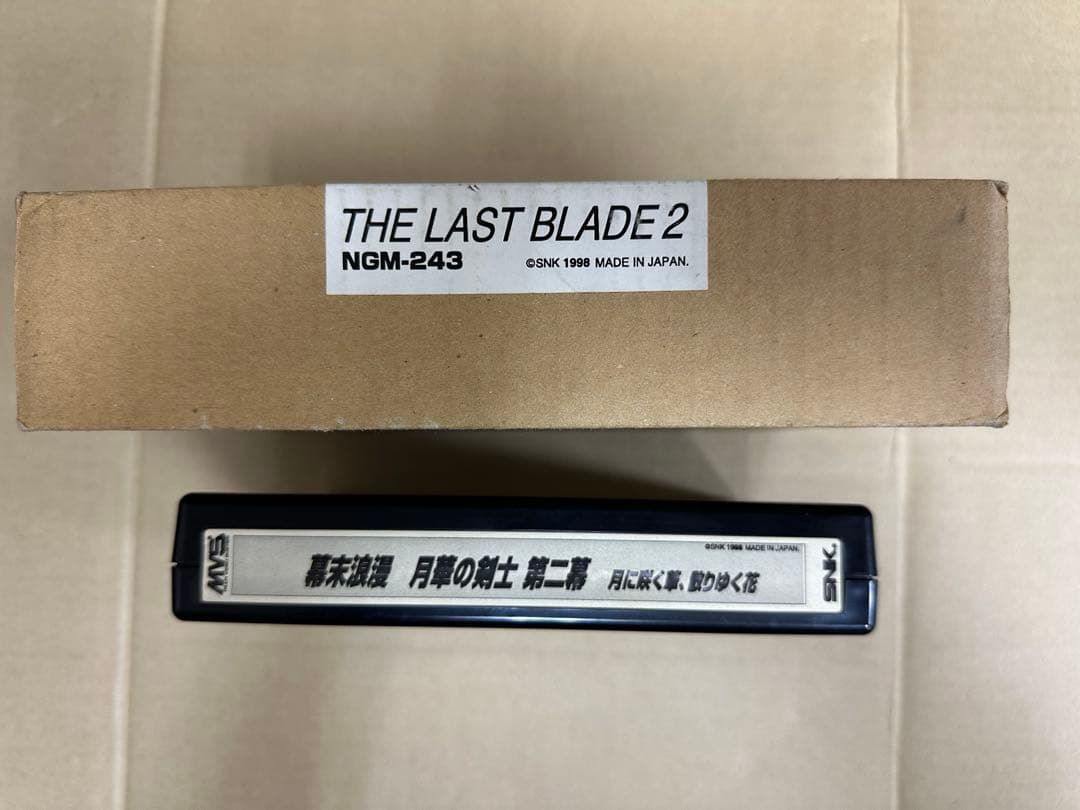 THE LAST BLADE 2
NGM-243 ©SNK 1998 MADE IN JAPAN.
MVS
©SNK 1998 MADE IN JAPAN.
幕末浪漫 月華の剣士 第二幕 月に咲く華、散りゆく花
SNK.